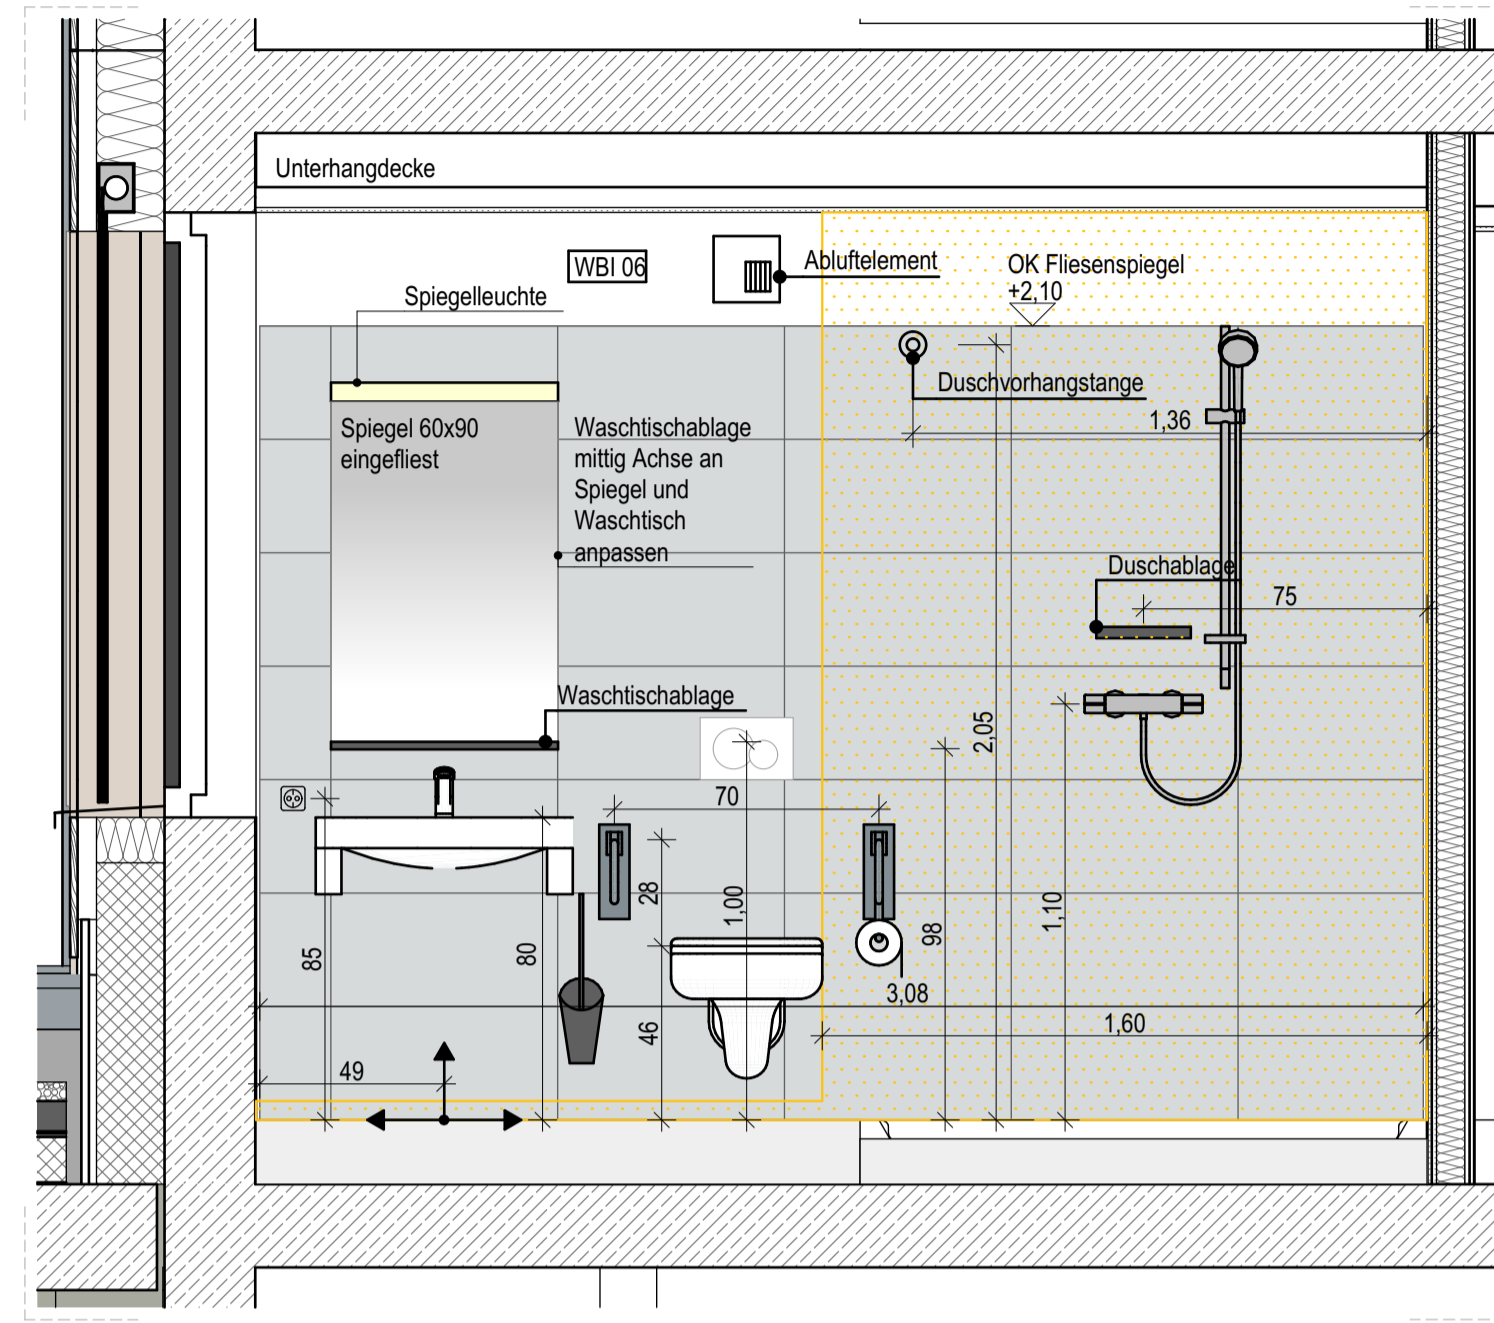 Unterhangdecke
WBI 06
Abluftelement
OK Fliesenspiegel
+2,10
Spiegelleuchte
Duschvorhangstange
1,36
Spiegel 60x90
eingefliest
Waschtischablage
mittig Achse an
Spiegel und
Waschtisch
anpassen
Duschablage
75
Waschtischablage
2,05
70
28
1,00
1,10
98
85
80
3,08
46
1,60
49